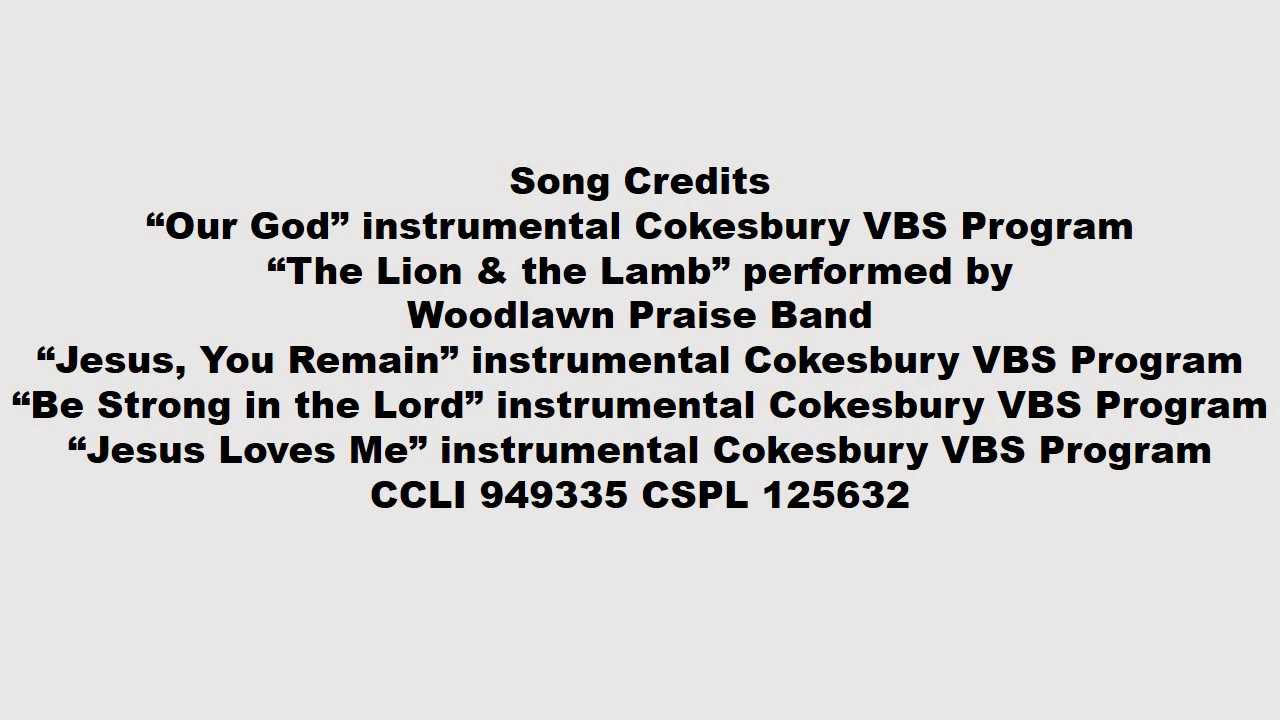 Song Credits
“Our God” instrumental Cokesbury VBS Program
“The Lion & the Lamb” performed by
Woodlawn Praise Band
“Jesus, You Remain” instrumental Cokesbury VBS Program
“Be Strong in the Lord” instrumental Cokesbury VBS Program
“Jesus Loves Me” instrumental Cokesbury VBS Program
CCLI 949335 CSPL 125632